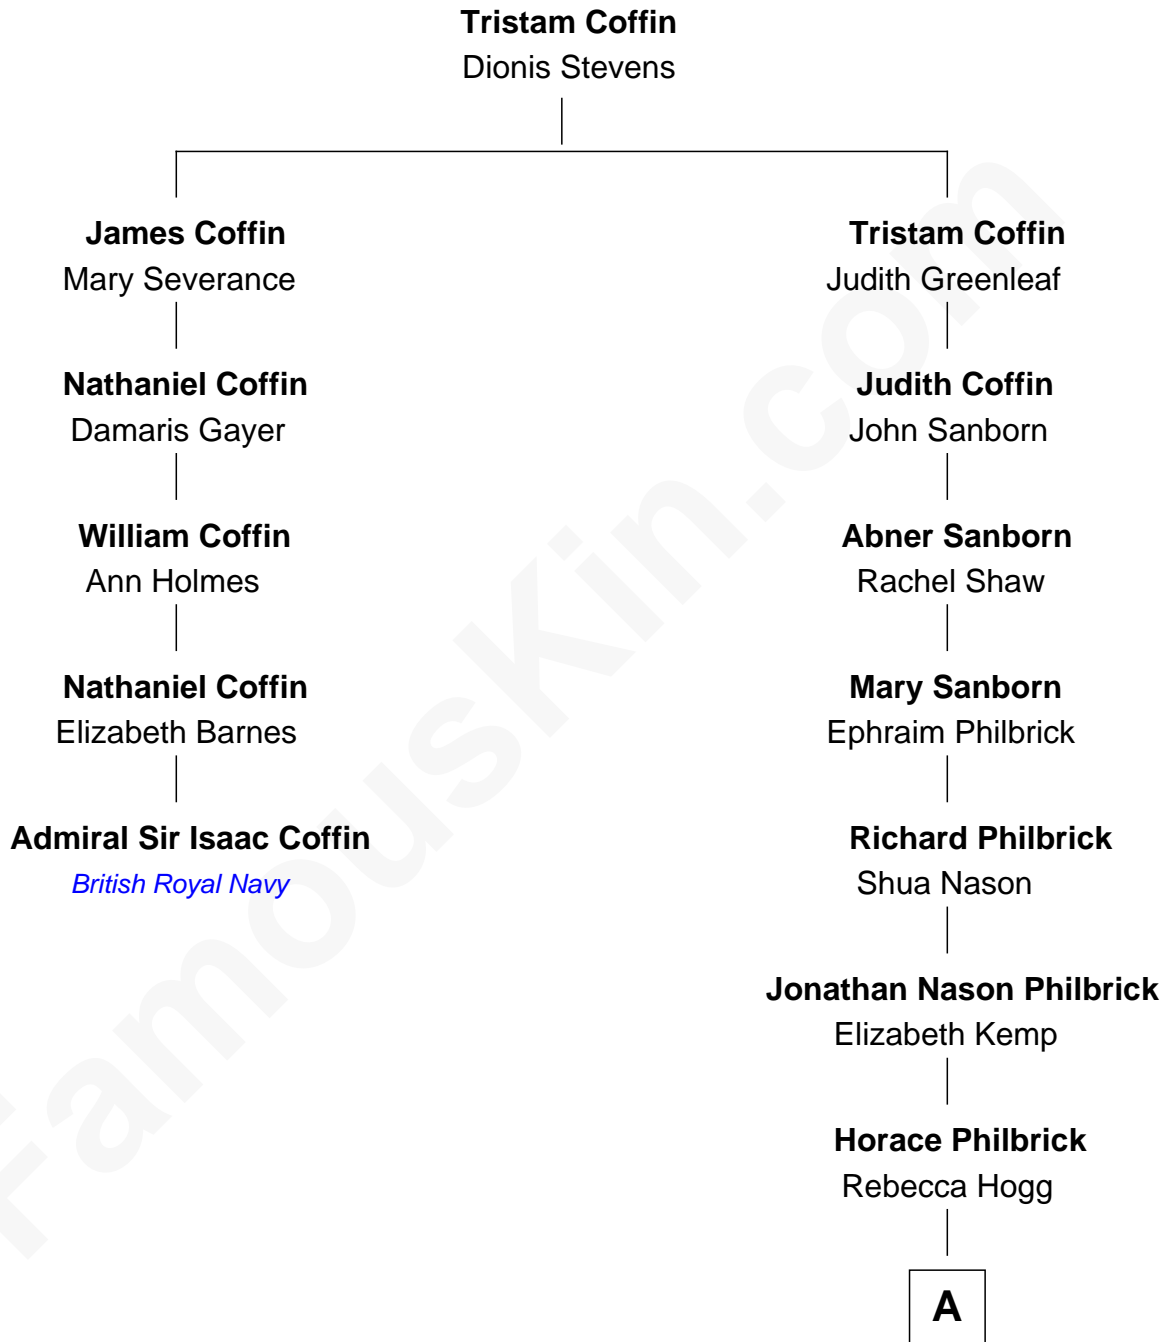 Tristam Coffin
Dionis Stevens
James Coffin
Mary Severance
Nathaniel Coffin
Damaris Gayer
William Coffin
Ann Holmes
Nathaniel Coffin
Elizabeth Barnes
Admiral Sir Isaac Coffin
British Royal Navy
Tristam Coffin
Judith Greenleaf
Judith Coffin
John Sanborn
Abner Sanborn
Rachel Shaw
Mary Sanborn
Ephraim Philbrick
Richard Philbrick
Shua Nason
Jonathan Nason Philbrick
Elizabeth Kemp
Horace Philbrick
Rebecca Hogg
A
FamousKin.com